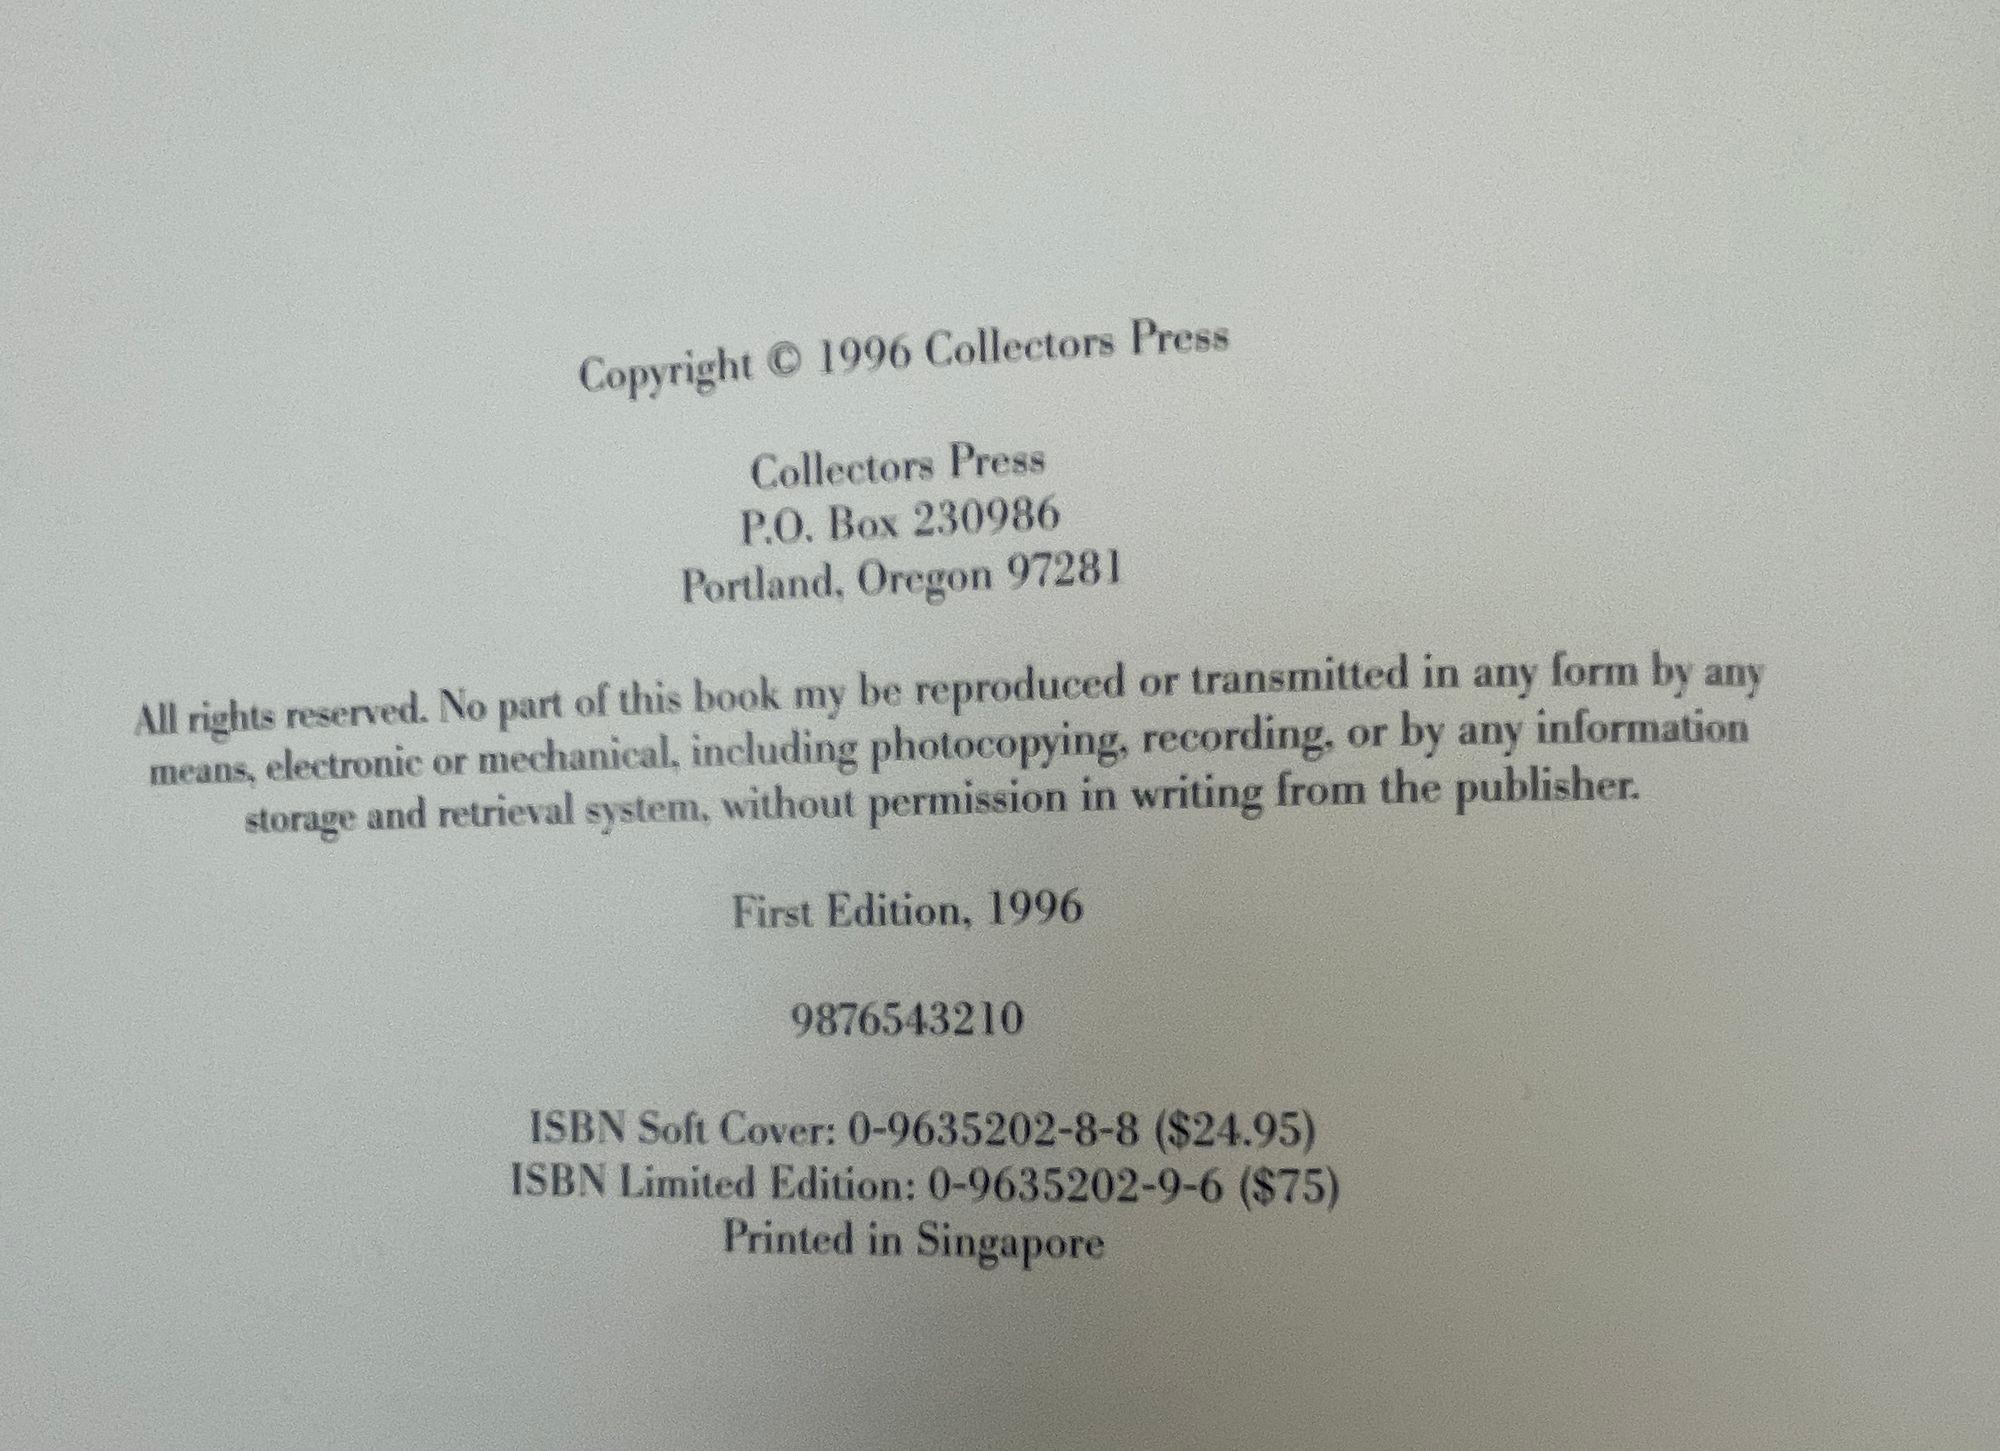 Copyright © 1996 Collectors Press
Collectors Press
P.O. Box 230986
Portland, Oregon 97281
All rights reserved. No part of this book my be reproduced or transmitted in any form by any
means, electronic or mechanical, including photocopying, recording, or by any information
storage and retrieval system, without permission in writing from the publisher.
First Edition, 1996
9876543210
ISBN Soft Cover: 0-9635202-8-8 ($24.95)
ISBN Limited Edition: 0-9635202-9-6 ($75)
Printed in Singapore